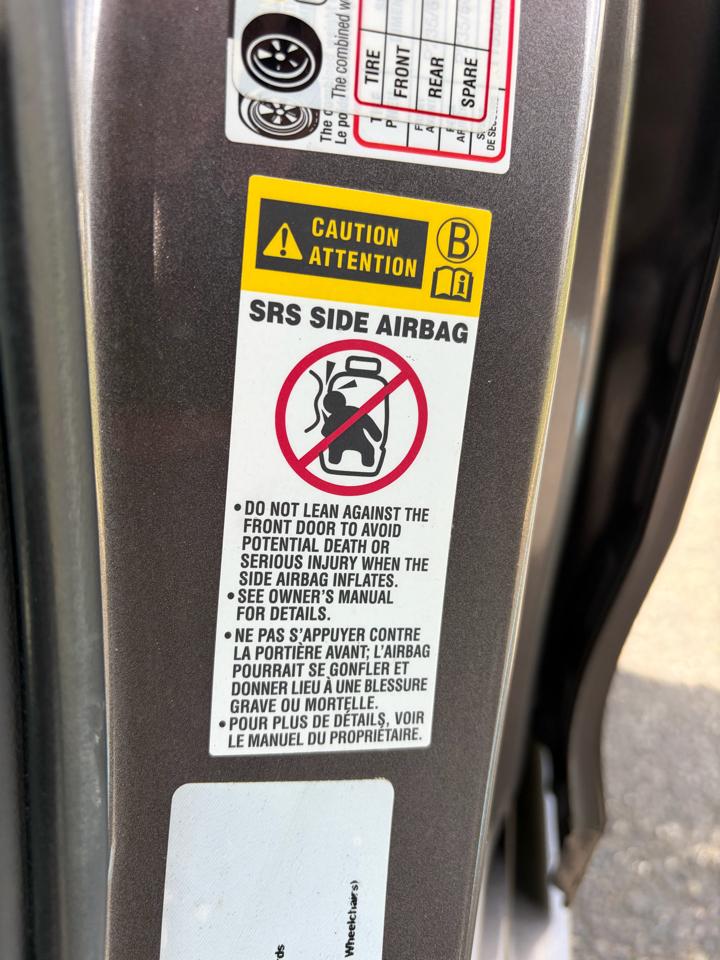 The combined w
TIRE
FRONT
REAR
SPARE
The
Le
DE
CAUTION
ATTENTION
B
i
SRS SIDE AIRBAG
•DO NOT LEAN AGAINST THE
FRONT DOOR TO AVOID
POTENTIAL DEATH OR
SERIOUS INJURY WHEN THE
SIDE AIRBAG INFLATES.
•SEE OWNER'S MANUAL
FOR DETAILS.
•NE PAS S'APPUYER CONTRE
LA PORTIÈRE AVANT; L'AIRBAG
POURRAIT SE GONFLER ET
DONNER LIEU À UNE BLESSURE
GRAVE OU MORTELLE.
•POUR PLUS DE DÉTAILS, VOIR
LE MANUEL DU PROPRIÉTAIRE.
Wheelchairs)